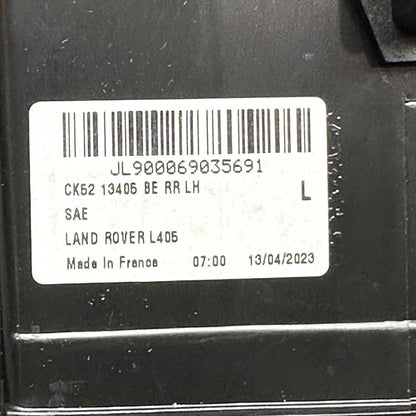 JL900069035691
CK52 13405 BE RR LH
L
SAE
LAND ROVER L405
Made In France 07:00 13/04/2023